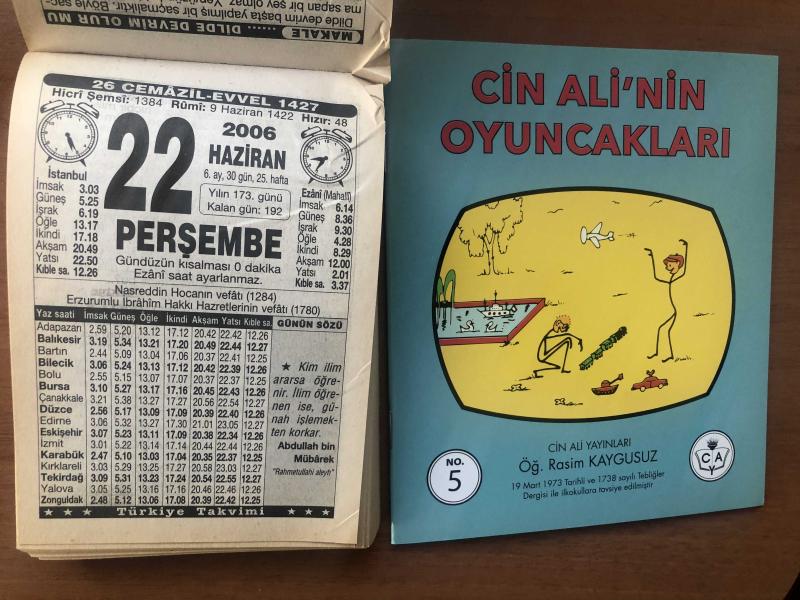 MAKALE ...... DİLDE DEVRİM OLUR MU
Dilde devrim başta yapılmış bir saçmalıktır. Böyle saç-
26 CEMÂZİL-EVVEL 1427
Hicrî Şemsî: 1384 Rûmî: 9 Haziran 1422 Hızır: 48
22
2006
HAZİRAN
6. ay, 30 gün, 25. hafta
Yılın 173. günü
Kalan gün: 192
PERŞEMBE
Gündüzün kısalması 0 dakika
Ezânî saat ayarlanmaz.
İstanbul
İmsak 3.03
Güneş 5.25
İşrak 6.19
Öğle 13.17
İkindi 17.18
Akşam 20.49
Yatsı 22.50
Kıble sa. 12.26
Ezânî (Mahallî)
İmsak 6.14
Güneş 8.36
İşrak 9.30
Öğle 4.28
İkindi 8.29
Akşam 12.00
Yatsı 2.01
Kıble sa. 3.37
Nasreddin Hocanın vefâtı (1284)
Erzurumlu İbrâhîm Hakkı Hazretlerinin vefâtı (1780)
Yaz saati İmsak Güneş Öğle İkindi Akşam Yatsı Kıble sa.
Adapazarı 2.59 5.20 13.12 17.12 20.42 22.42 12.26
Balıkesir 3.19 5.34 13.21 17.20 20.49 22.44 12.27
Bartın 2.44 5.09 13.04 17.06 20.37 22.41 12.25
Bilecik 3.06 5.24 13.13 17.12 20.42 22.39 12.26
Bolu 2.55 5.15 13.07 17.07 20.37 22.37 12.25
Bursa 3.10 5.27 13.17 17.16 20.45 22.43 12.26
Çanakkale 3.21 5.38 13.27 17.27 20.56 22.54 12.27
Düzce 2.56 5.17 13.09 17.09 20.39 22.40 12.26
Edirne 3.06 5.32 13.27 17.30 21.01 23.05 12.27
Eskişehir 3.07 5.23 13.11 17.09 20.38 22.34 12.26
İzmit 3.01 5.22 13.14 17.14 20.44 22.44 12.26
Karabük 2.47 5.10 13.03 17.04 20.35 22.37 12.25
Kırklareli 3.03 5.29 13.25 17.27 20.58 23.03 12.27
Tekirdağ 3.09 5.31 13.23 17.24 20.54 22.55 12.27
Yalova 3.05 5.25 13.16 17.16 20.46 22.46 12.26
Zonguldak 2.48 5.12 13.06 17.08 20.39 22.42 12.25
GÜNÜN SÖZÜ
★ Kim ilim
ararsa öğre-
nir. İlim öğre-
nen ise, gü-
nah işlemek-
ten korkar.
Abdullah bin
Mübârek
"Rahmetullahi aleyh"
★ ★ ★ Türkiye Takvimi ★ ★ ★
CİN ALİ'NİN
OYUNCAKLARI
CİN ALİ YAYINLARI
Öğ. Rasim KAYGUSUZ
19 Mart 1973 Tarihli ve 1738 sayılı Tebliğler
Dergisi ile ilkokullara tavsiye edilmiştir
NO.
5
C A